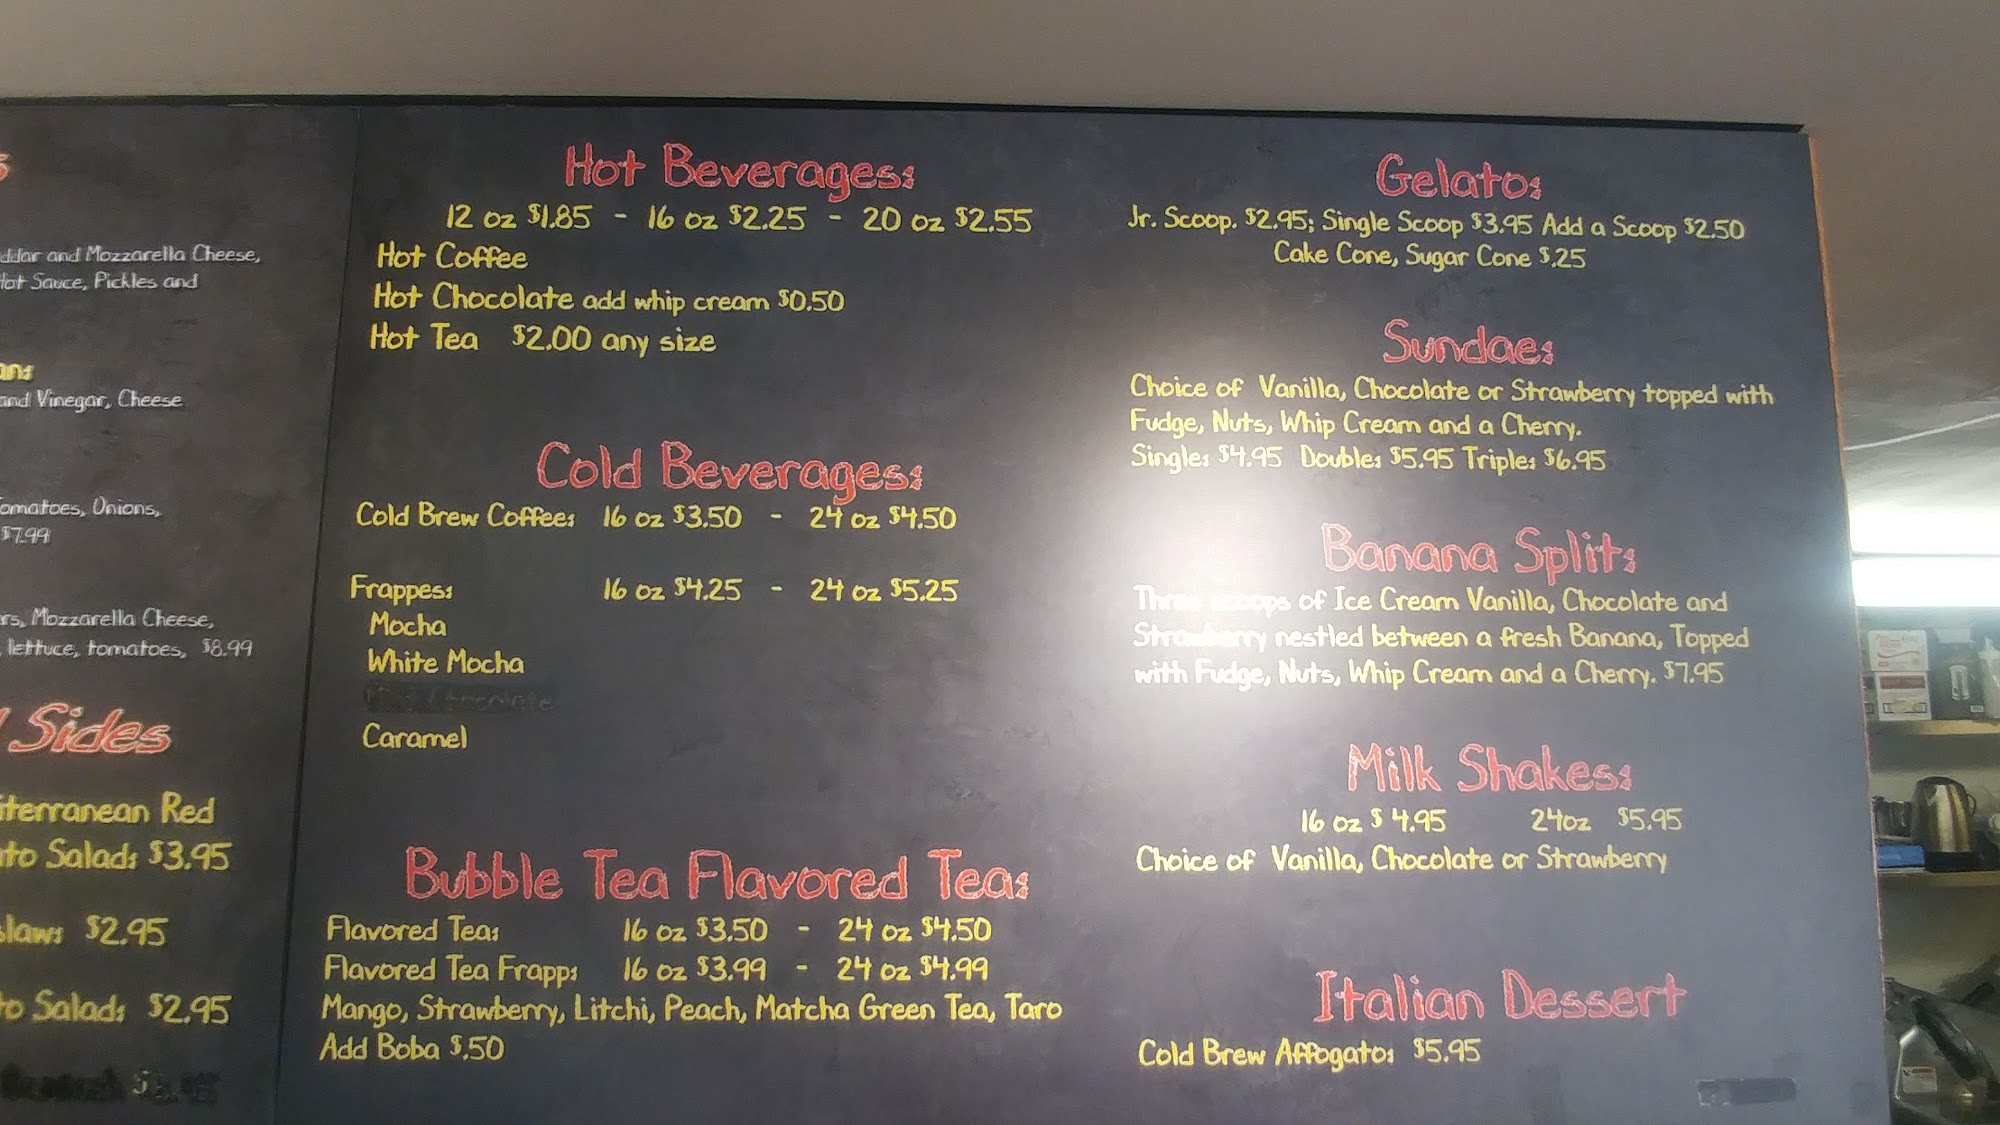 ddar and Mozzarella Cheese,
Hot Sauce, Pickles and
and Vinegar, Cheese
omatoes, Onions,
$7.99
rs, Mozzarella Cheese,
lettuce, tomatoes, $8.99
Sides
iterranean Red
to Salad: $3.95
slaw: $2.95
to Salad: $2.95
Hot Beverages:
12 oz $1.85 - 16 oz $2.25 - 20 oz $2.55
Hot Coffee
Hot Chocolate add whip cream $0.50
Hot Tea $2.00 any size
Cold Beverages:
Cold Brew Coffee: 16 oz $3.50 - 24 oz $4.50
Frappes: 16 oz $4.25 - 24 oz $5.25
Mocha
White Mocha
Chocolate
Caramel
Bubble Tea Flavored Tea:
Flavored Tea: 16 oz $3.50 - 24 oz $4.50
Flavored Tea Frapp: 16 oz $3.99 - 24 oz $4.99
Mango, Strawberry, Litchi, Peach, Matcha Green Tea, Taro
Add Boba $.50
Gelato:
Jr. Scoop. $2.95; Single Scoop $3.95 Add a Scoop $2.50
Cake Cone, Sugar Cone $.25
Sundae:
Choice of Vanilla, Chocolate or Strawberry topped with
Fudge, Nuts, Whip Cream and a Cherry.
Single: $4.95 Double: $5.95 Triple: $6.95
Banana Split:
Three scoops of Ice Cream Vanilla, Chocolate and
Strawberry nestled between a fresh Banana, Topped
with Fudge, Nuts, Whip Cream and a Cherry. $7.95
Milk Shakes:
16 oz $ 4.95 24oz $5.95
Choice of Vanilla, Chocolate or Strawberry
Italian Dessert
Cold Brew Affogato: $5.95